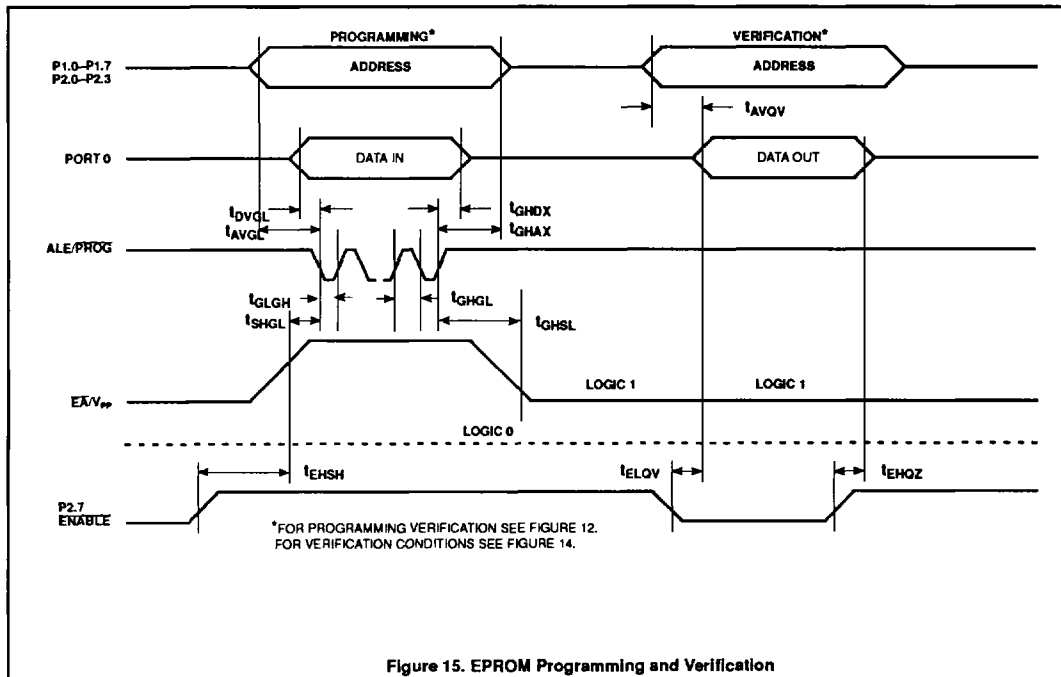 PROGRAMMING*
VERIFICATION*
P1.0–P1.7
P2.0–P2.3
ADDRESS
ADDRESS
tAVQV
PORT 0
DATA IN
DATA OUT
tDVGL
tGHDX
tAVGL
tGHAX
ALE/PROG
tGLGH
tGHGL
tSHGL
tGHSL
EA/VPP
LOGIC 1
LOGIC 1
LOGIC 0
tEHSH
tELQV
tEHQZ
P2.7
ENABLE
*FOR PROGRAMMING VERIFICATION SEE FIGURE 12.
FOR VERIFICATION CONDITIONS SEE FIGURE 14.
Figure 15. EPROM Programming and Verification